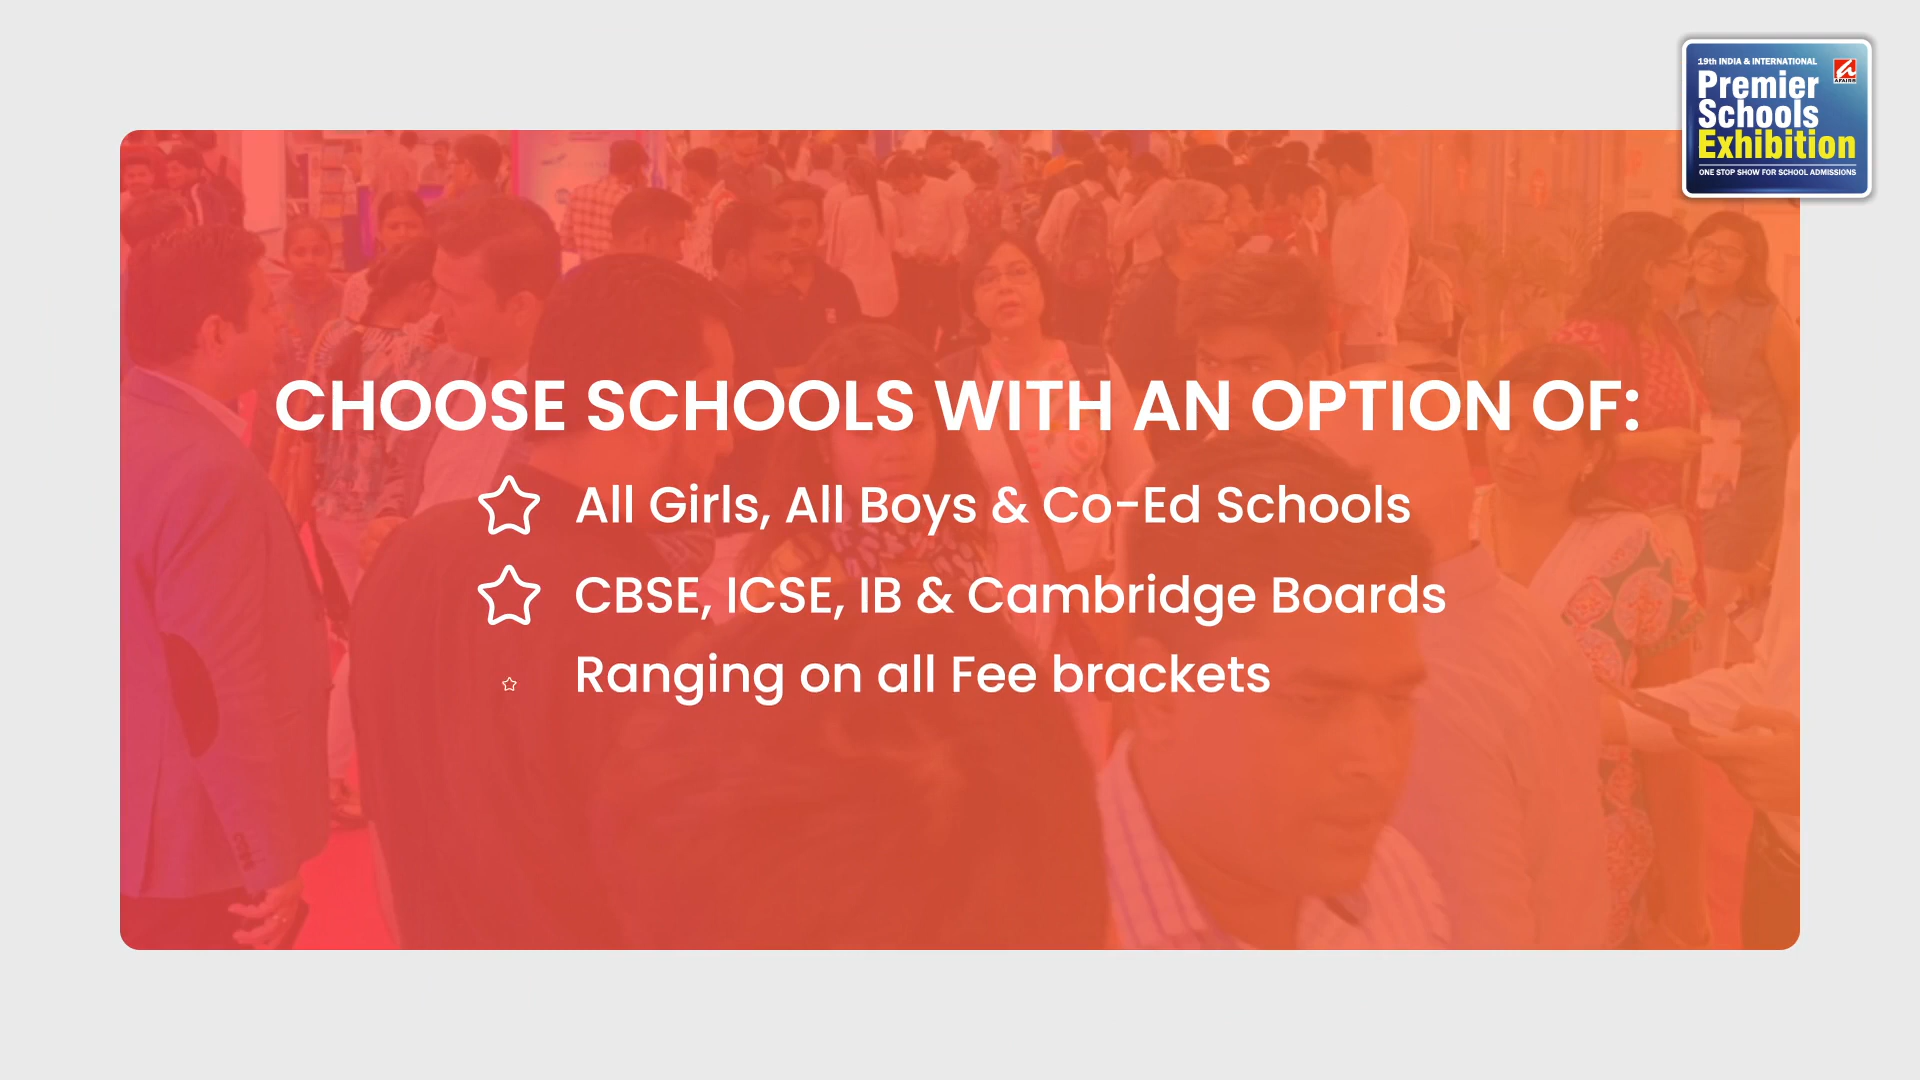 19th INDIA & INTERNATIONAL
Premier
Schools
Exhibition
ONE STOP SHOW FOR SCHOOL ADMISSIONS
AFAIRS
CHOOSE SCHOOLS WITH AN OPTION OF:
All Girls, All Boys & Co-Ed Schools
CBSE, ICSE, IB & Cambridge Boards
Ranging on all Fee brackets